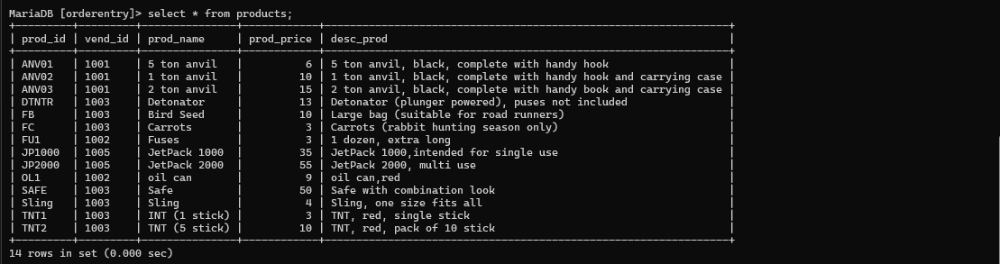 MariaDB [orderentry]> select * from products;
+---------+---------+---------------+------------+----------------------------------------------------------------+
| prod_id | vend_id | prod_name     | prod_price | desc_prod                                                      |
+---------+---------+---------------+------------+----------------------------------------------------------------+
| ANV01   | 1001    | 5 ton anvil   |          6 | 5 ton anvil, black, complete with handy hook                   |
| ANV02   | 1001    | 1 ton anvil   |         10 | 1 ton anvil, black, complete with handy hook and carrying case |
| ANV03   | 1001    | 2 ton anvil   |         15 | 2 ton anvil, black, complete with handy book and carrying case |
| DTNTR   | 1003    | Detonator     |         13 | Detonator (plunger powered), puses not included                |
| FB      | 1003    | Bird Seed     |         10 | Large bag (suitable for road runners)                          |
| FC      | 1003    | Carrots       |          3 | Carrots (rabbit hunting season only)                           |
| FU1     | 1002    | Fuses         |          3 | 1 dozen, extra long                                            |
| JP1000  | 1005    | JetPack 1000  |         35 | JetPack 1000,intended for single use                           |
| JP2000  | 1005    | JetPack 2000  |         55 | JetPack 2000, multi use                                        |
| OL1     | 1002    | oil can       |          9 | oil can,red                                                    |
| SAFE    | 1003    | Safe          |         50 | Safe with combination look                                     |
| Sling   | 1003    | Sling         |          4 | Sling, one size fits all                                       |
| TNT1    | 1003    | INT (1 stick) |          3 | TNT, red, single stick                                         |
| TNT2    | 1003    | TNT (5 stick) |         10 | TNT, red, pack of 10 stick                                     |
+---------+---------+---------------+------------+----------------------------------------------------------------+
14 rows in set (0.000 sec)